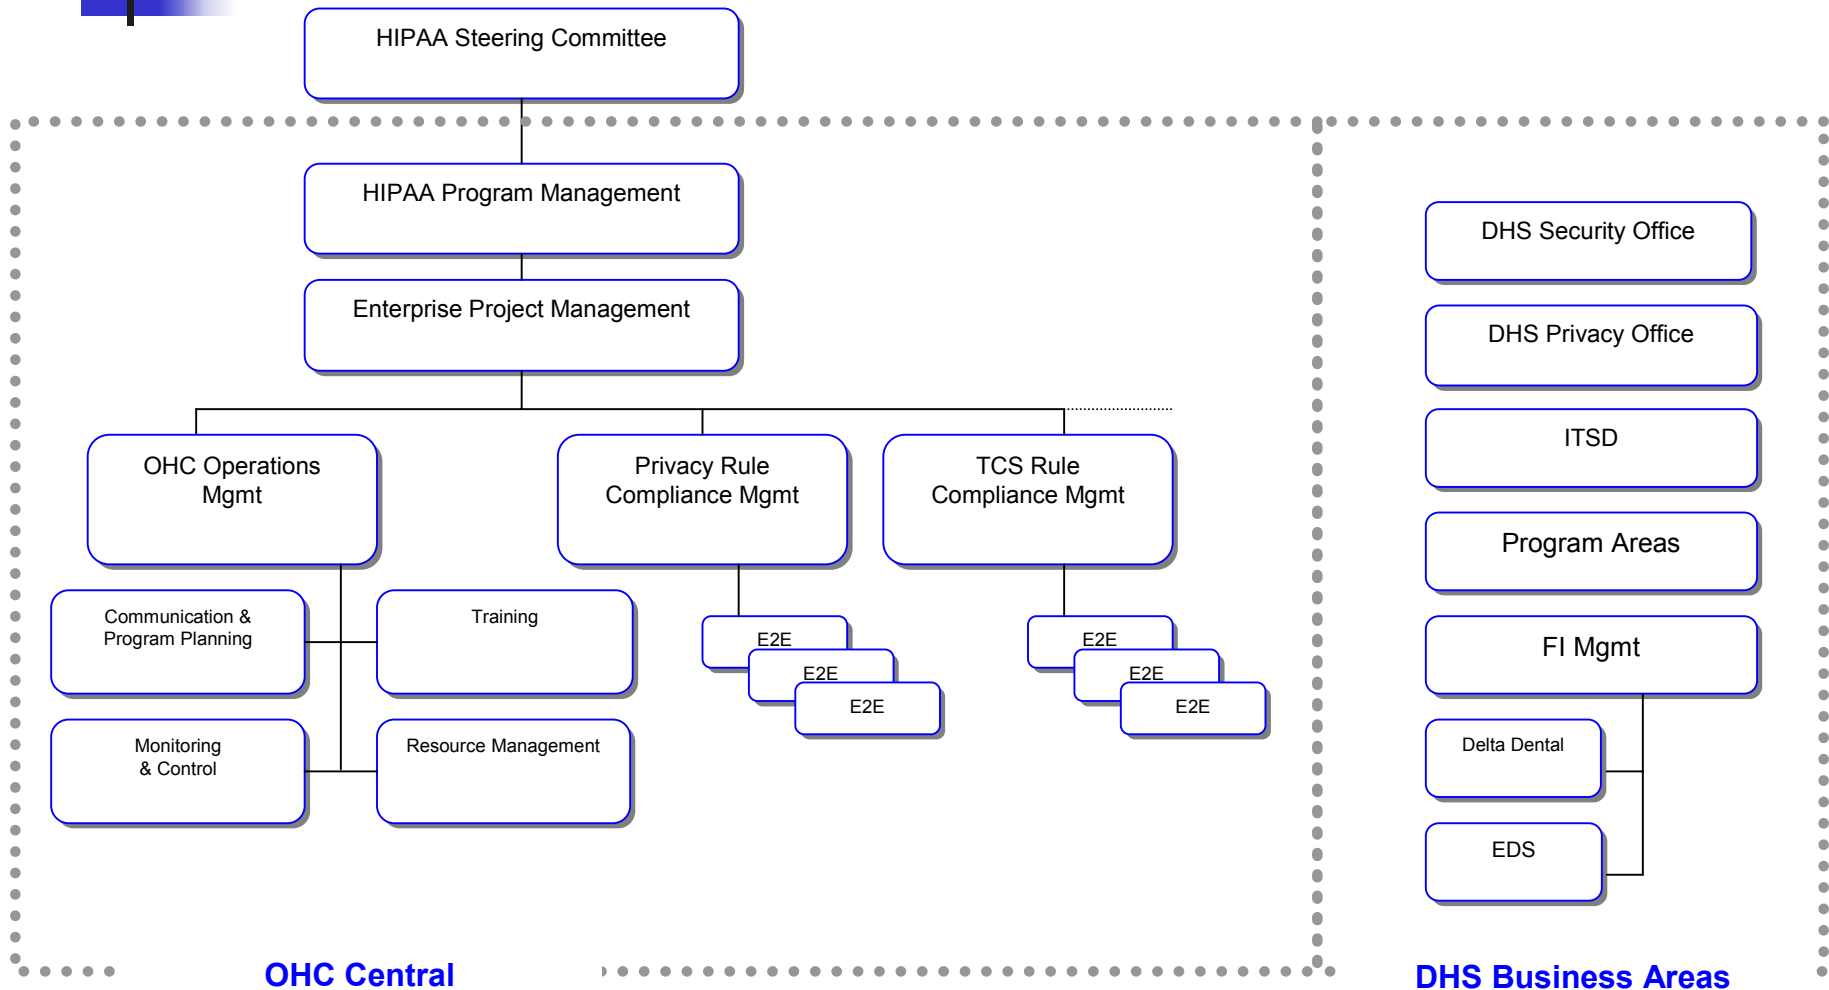 HIPAA Steering Committee
HIPAA Program Management
Enterprise Project Management
OHC Operations
Mgmt
Privacy Rule
Compliance Mgmt
TCS Rule
Compliance Mgmt
Communication &
Program Planning
Training
Monitoring
& Control
Resource Management
E2E
E2E
E2E
E2E
E2E
E2E
OHC Central
DHS Security Office
DHS Privacy Office
ITSD
Program Areas
FI Mgmt
Delta Dental
EDS
DHS Business Areas